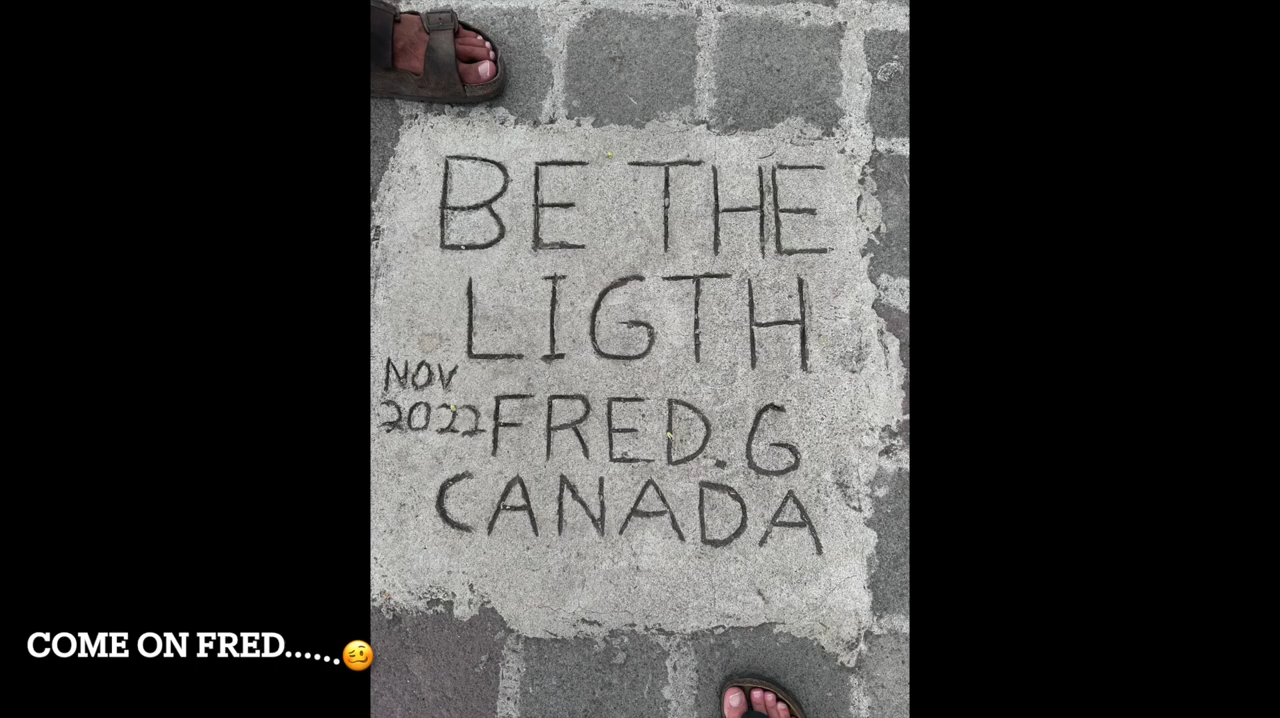 BE THE
LIGTH
NOV
2022
FRED.G
CANADA
COME ON FRED......🥴